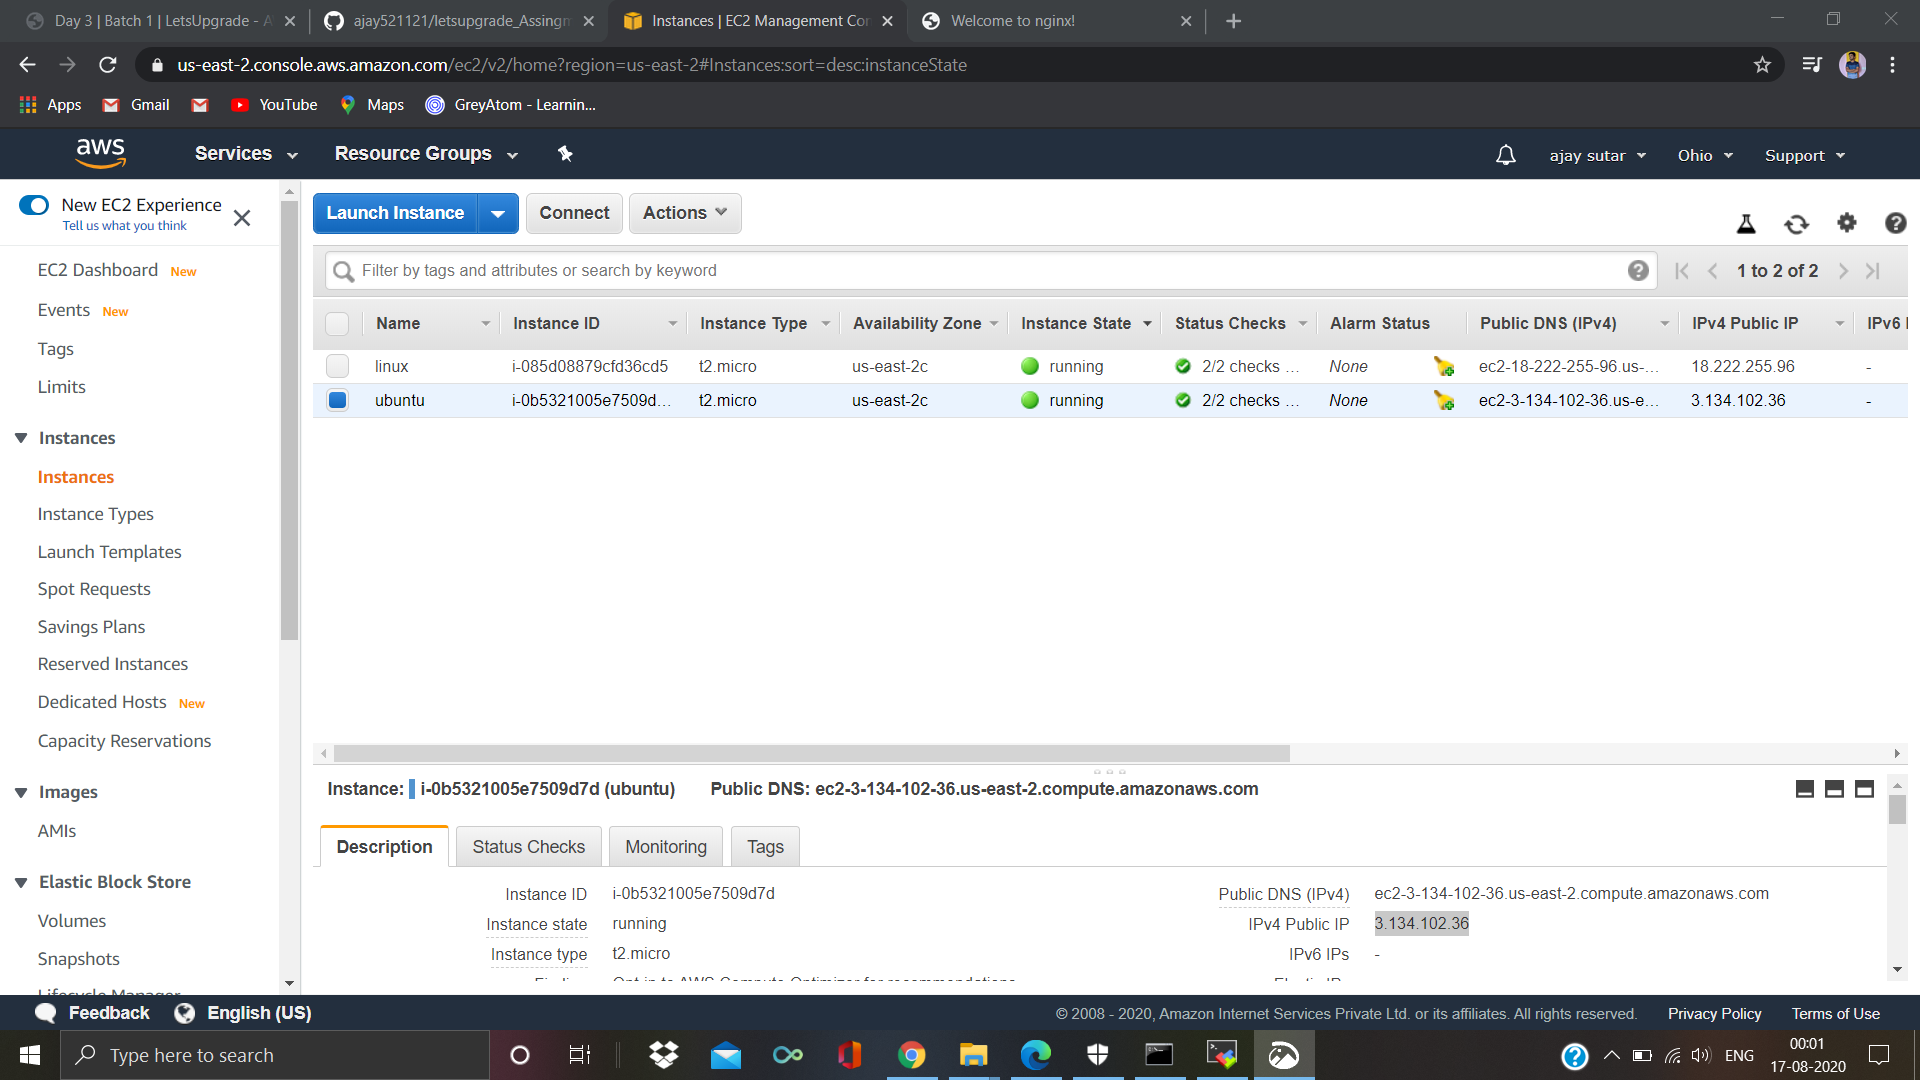 Day 3 | Batch 1 | LetsUpgrade - A
ajay521121/letsupgrade_Assingm
Instances | EC2 Management Con
Welcome to nginx!
us-east-2.console.aws.amazon.com/ec2/v2/home?region=us-east-2#Instances:sort=desc:instanceState
Apps
Gmail
YouTube
Maps
GreyAtom - Learnin...
aws
Services
Resource Groups
ajay sutar
Ohio
Support
New EC2 Experience
Tell us what you think
EC2 Dashboard New
Events New
Tags
Limits
Instances
Instances
Instance Types
Launch Templates
Spot Requests
Savings Plans
Reserved Instances
Dedicated Hosts New
Capacity Reservations
Images
AMIs
Elastic Block Store
Volumes
Snapshots
Lifecycle Manager
Launch Instance
Connect
Actions
Filter by tags and attributes or search by keyword
1 to 2 of 2
Name Instance ID Instance Type Availability Zone Instance State Status Checks Alarm Status Public DNS (IPv4) IPv4 Public IP IPv6 I
linux i-085d08879cfd36cd5 t2.micro us-east-2c running 2/2 checks ... None ec2-18-222-255-96.us-... 18.222.255.96 -
ubuntu i-0b5321005e7509d... t2.micro us-east-2c running 2/2 checks ... None ec2-3-134-102-36.us-e... 3.134.102.36 -
Instance: i-0b5321005e7509d7d (ubuntu) Public DNS: ec2-3-134-102-36.us-east-2.compute.amazonaws.com
Description
Status Checks
Monitoring
Tags
Instance ID i-0b5321005e7509d7d
Public DNS (IPv4) ec2-3-134-102-36.us-east-2.compute.amazonaws.com
Instance state running
IPv4 Public IP 3.134.102.36
Instance type t2.micro
IPv6 IPs -
Opt-in to AWS Compute Optimizer for recommendations
Feedback
English (US)
© 2008 - 2020, Amazon Internet Services Private Ltd. or its affiliates. All rights reserved.
Privacy Policy
Terms of Use
Type here to search
ENG
00:01
17-08-2020